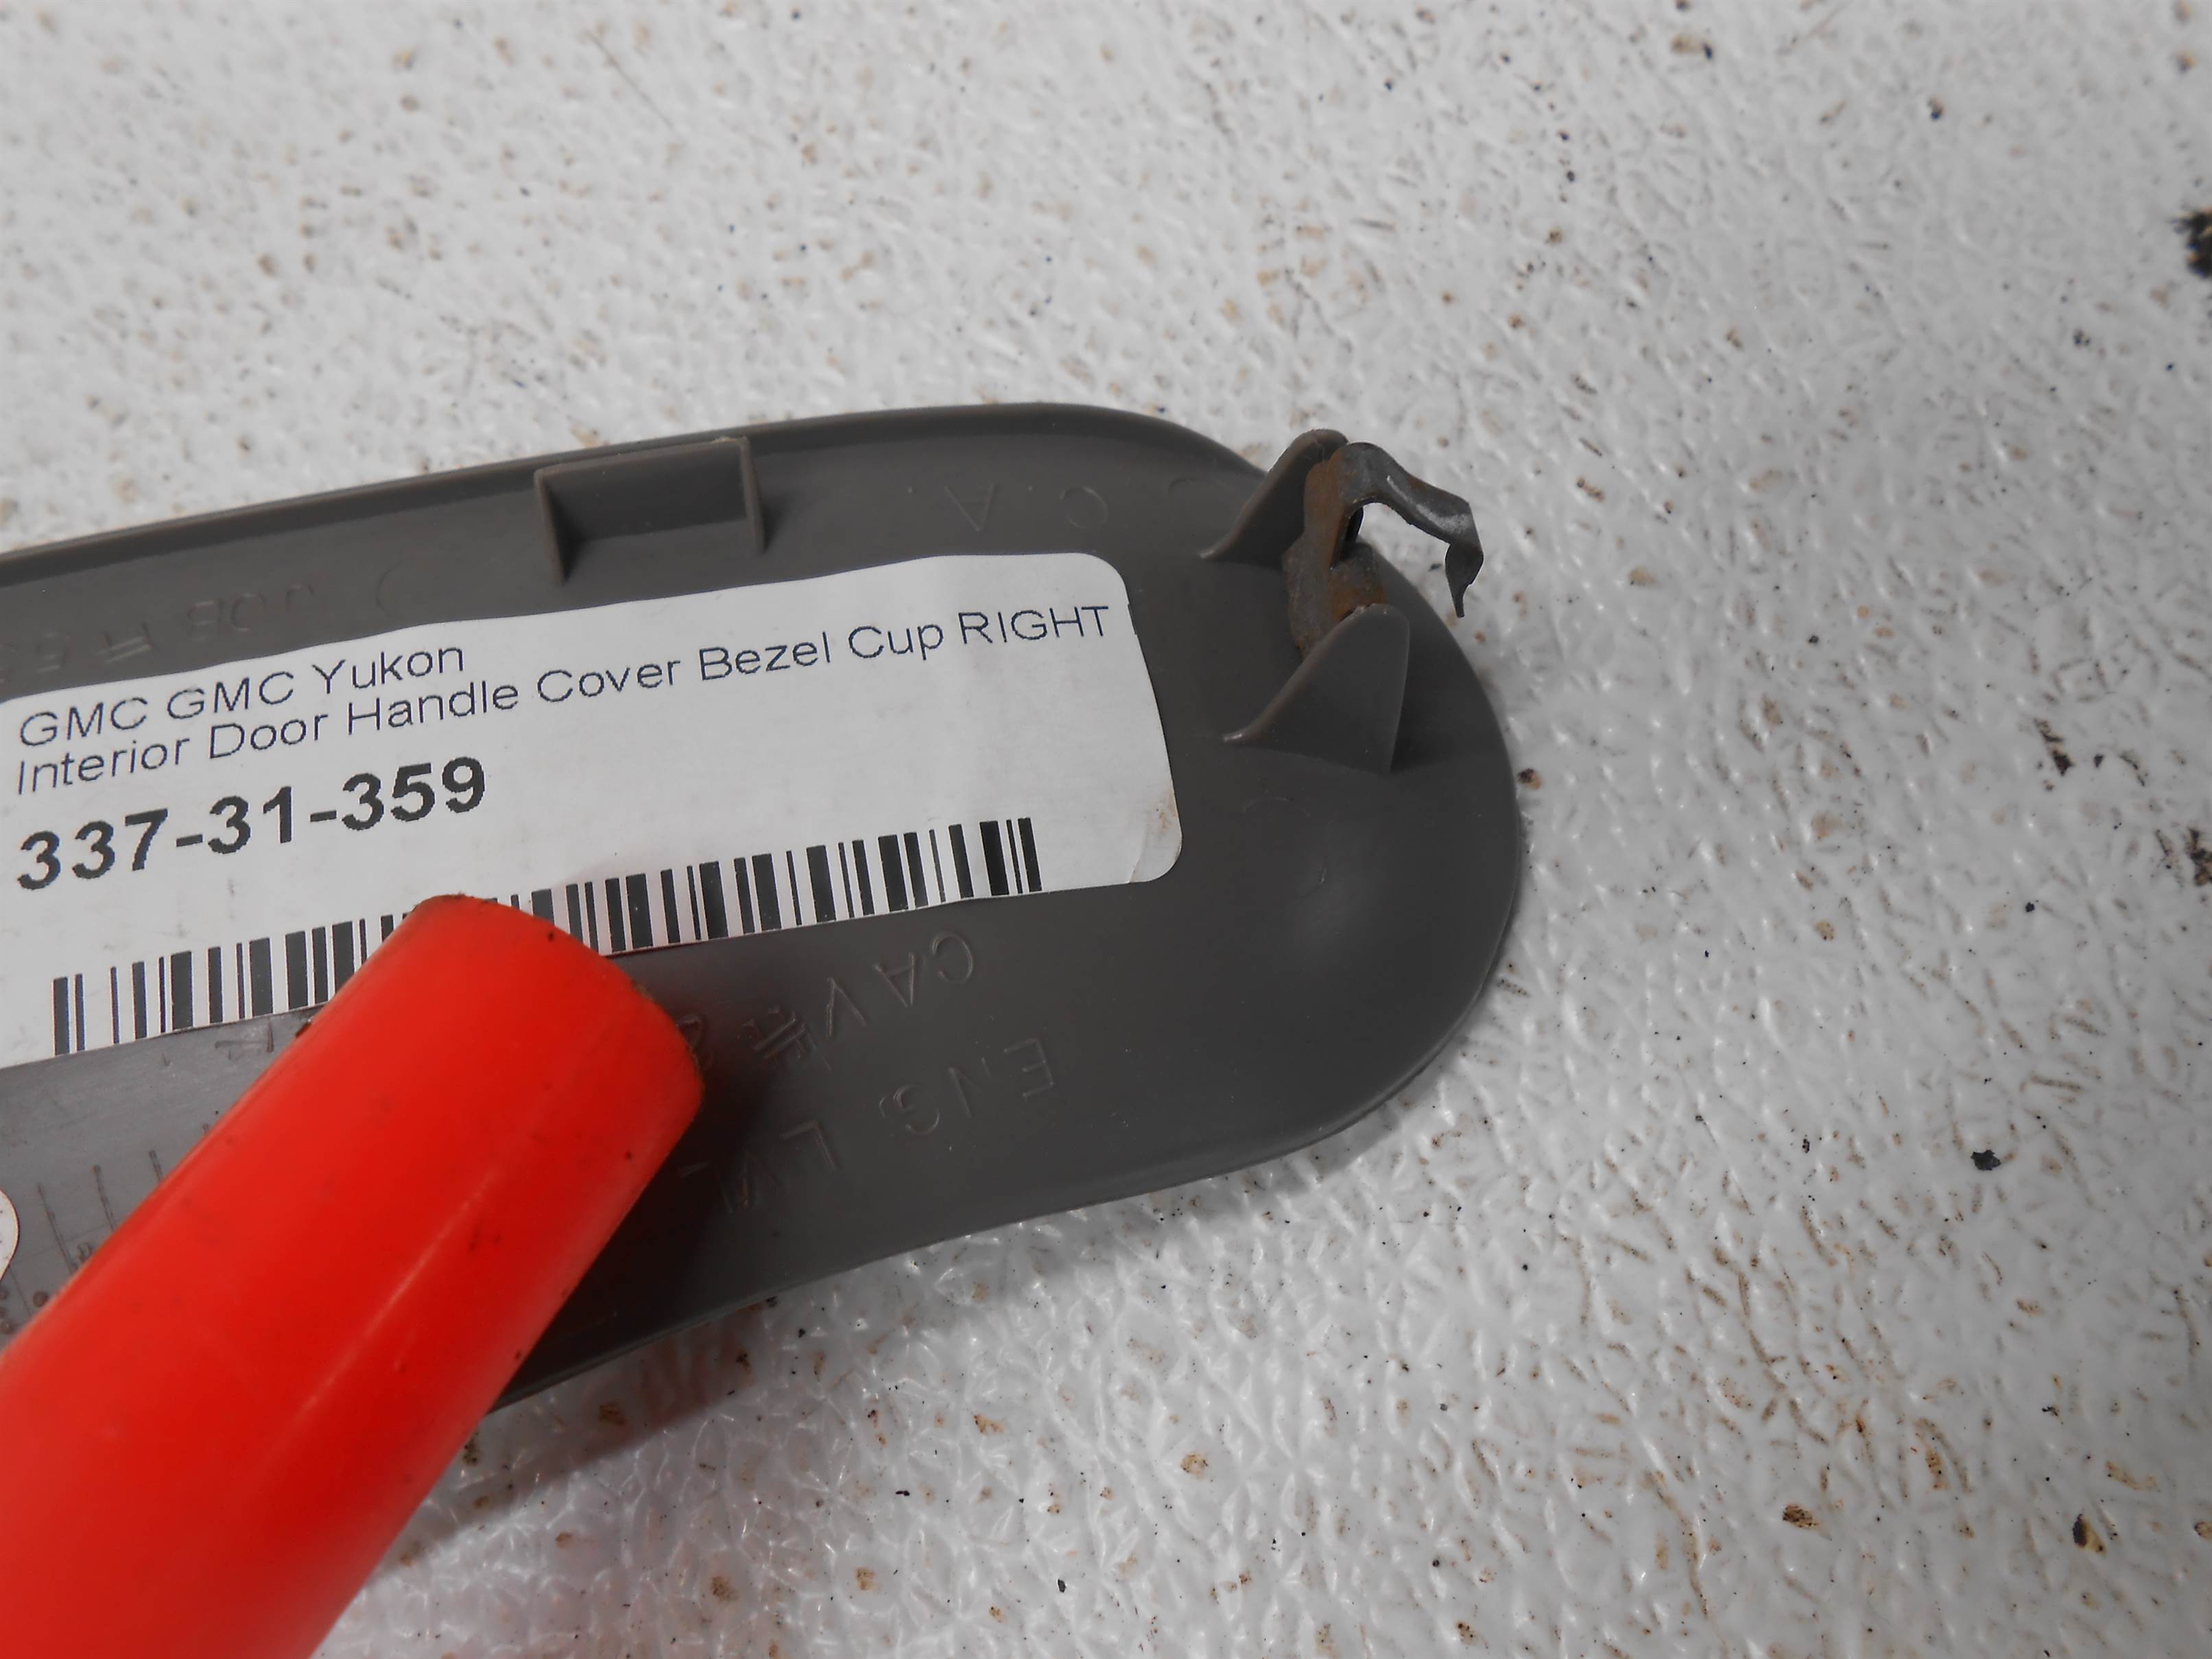 GMC GMC Yukon
Interior Door Handle Cover Bezel Cup RIGHT
337-31-359
C.A.
CAV #
ENG. LVL